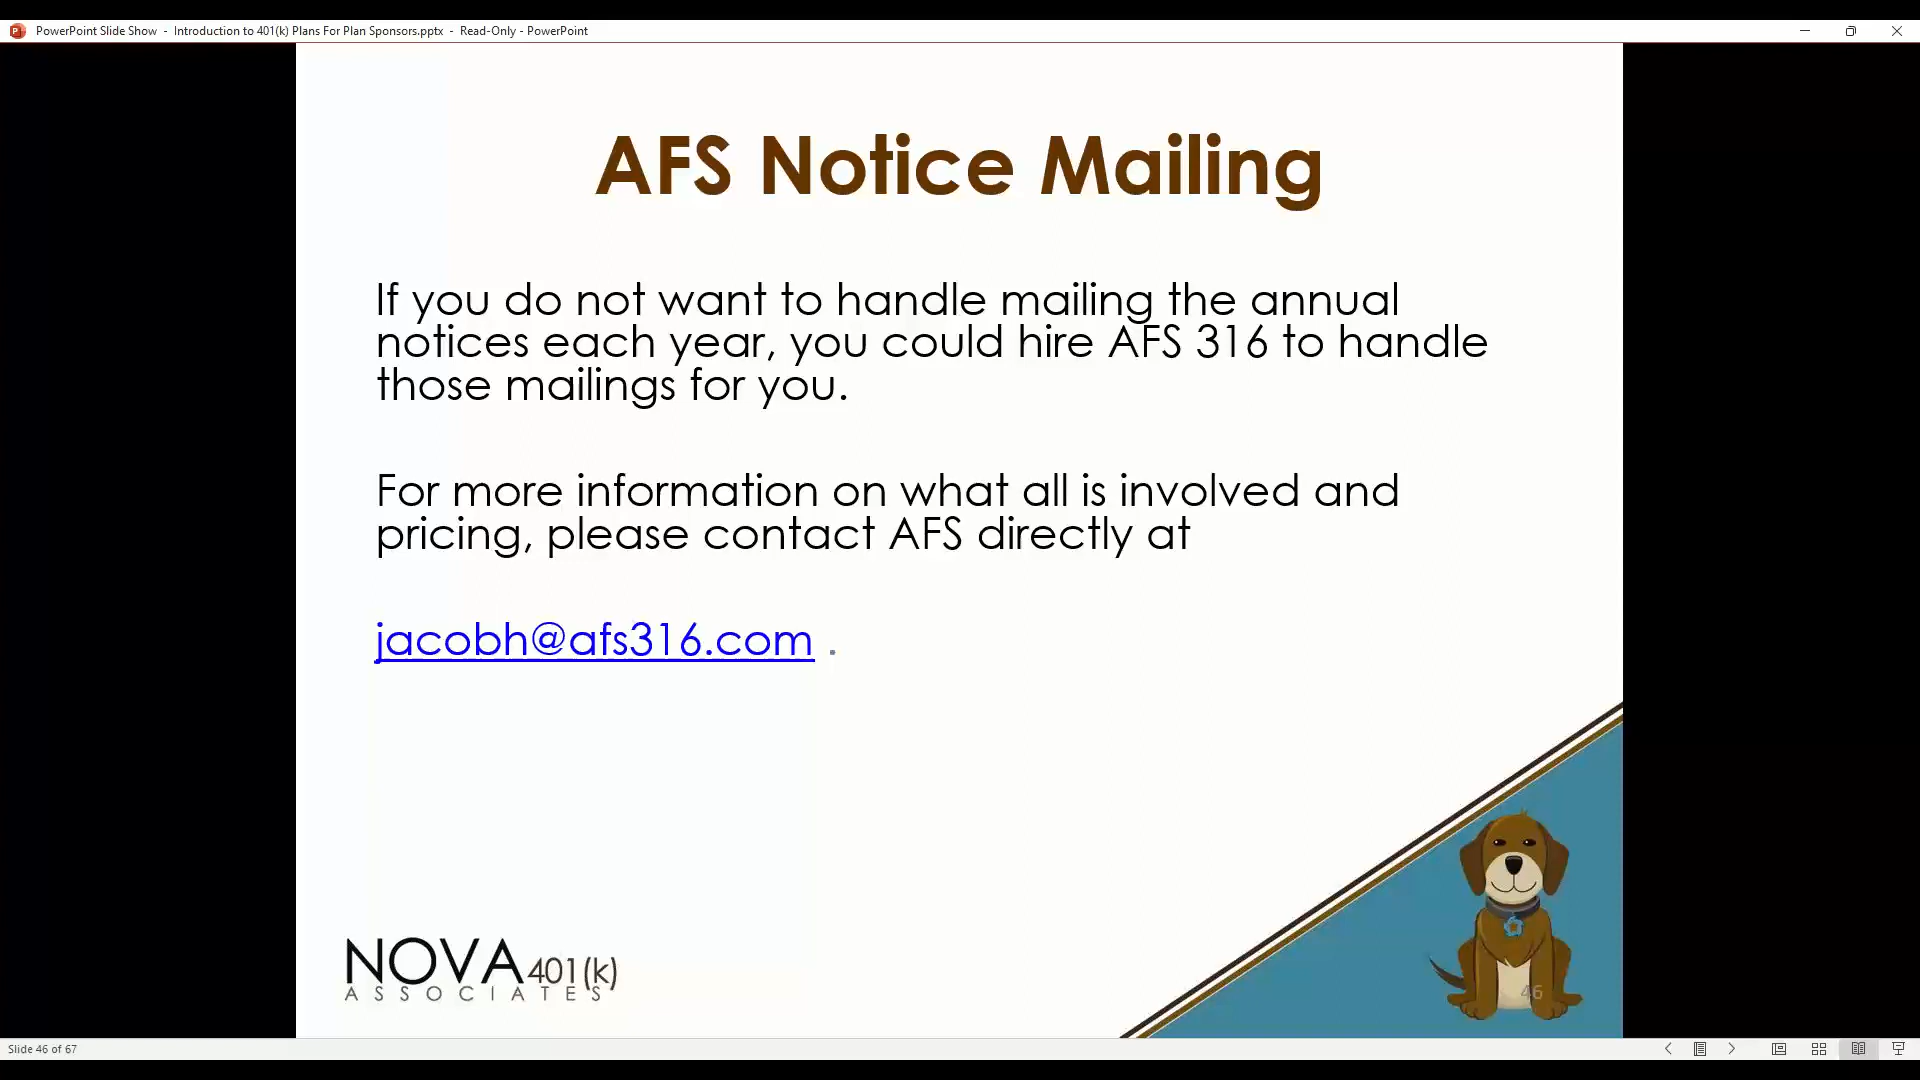 PowerPoint Slide Show - Introduction to 401(k) Plans For Plan Sponsors.pptx - Read-Only - PowerPoint
AFS Notice Mailing
If you do not want to handle mailing the annual
notices each year, you could hire AFS 316 to handle
those mailings for you.
For more information on what all is involved and
pricing, please contact AFS directly at
jacobh@afs316.com .
NOVA 401(k)
ASSOCIATES
46
Slide 46 of 67